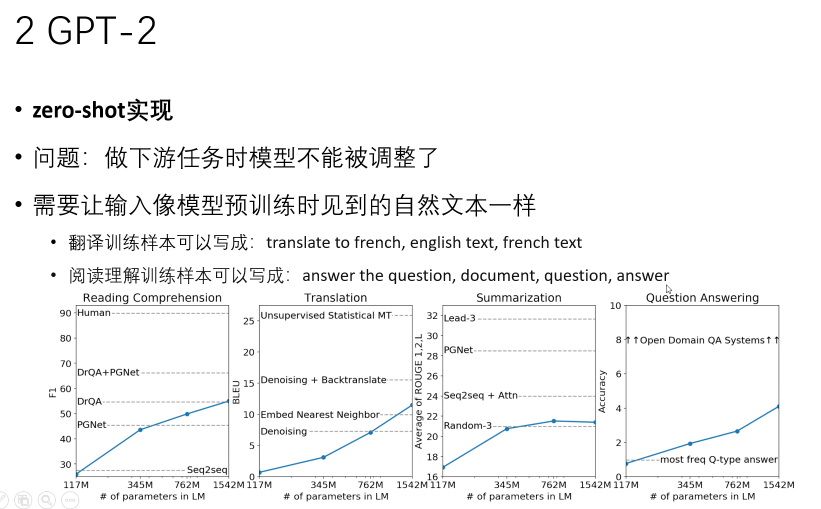 2 GPT-2
• zero-shot实现
• 问题：做下游任务时模型不能被调整了
• 需要让输入像模型预训练时见到的自然文本一样
• 翻译训练样本可以写成：translate to french, english text, french text
• 阅读理解训练样本可以写成：answer the question, document, question, answer
Reading Comprehension
90
80
70
60
50
40
30
F1
Human
DrQA+PGNet
DrQA
PGNet
Seq2seq
117M 345M 762M 1542M
# of parameters in LM
Translation
25
20
15
10
5
0
BLEU
Unsupervised Statistical MT
Denoising + Backtranslate
Embed Nearest Neighbor
Denoising
117M 345M 762M 1542M
# of parameters in LM
Summarization
32
30
28
26
24
22
20
18
16
Average of ROUGE 1,2,L
Lead-3
PGNet
Seq2seq + Attn
Random-3
117M 345M 762M 1542M
# of parameters in LM
Question Answering
10
8
6
4
2
0
Accuracy
↑↑Open Domain QA Systems↑↑
most freq Q-type answer
117M 345M 762M 1542M
# of parameters in LM